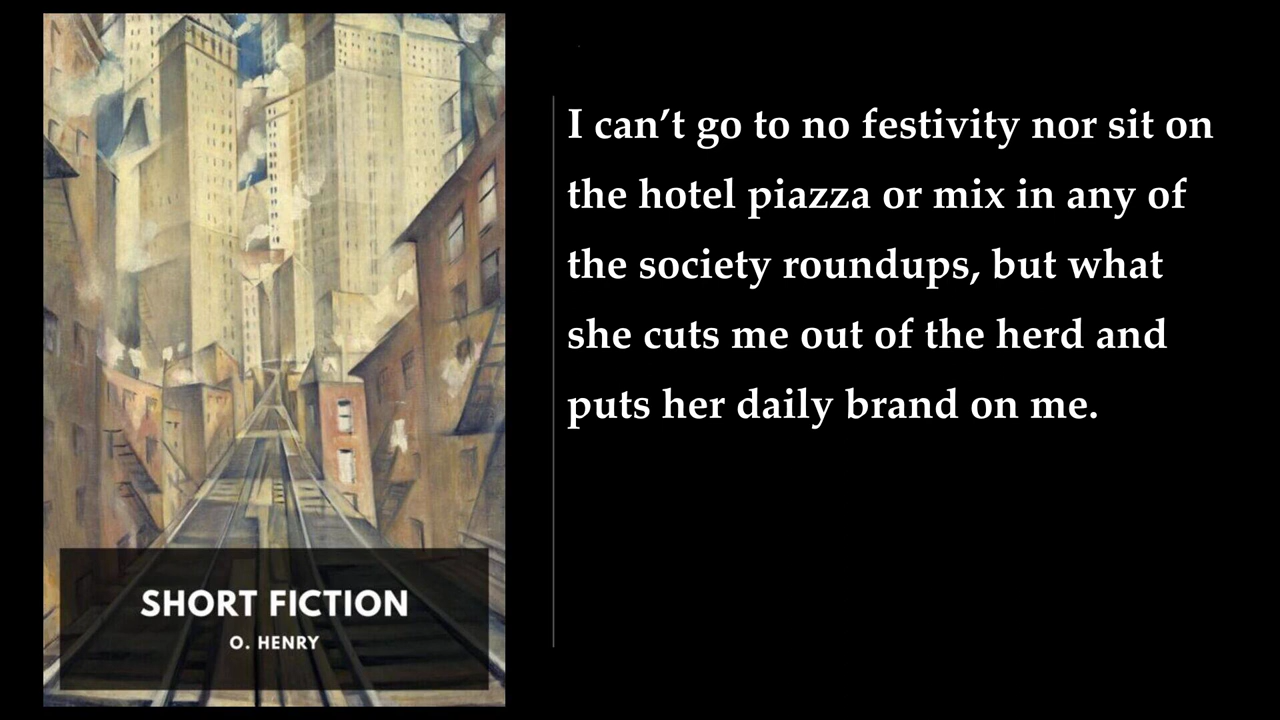 I can’t go to no festivity nor sit on
the hotel piazza or mix in any of
the society roundups, but what
she cuts me out of the herd and
puts her daily brand on me.
SHORT FICTION
O. HENRY